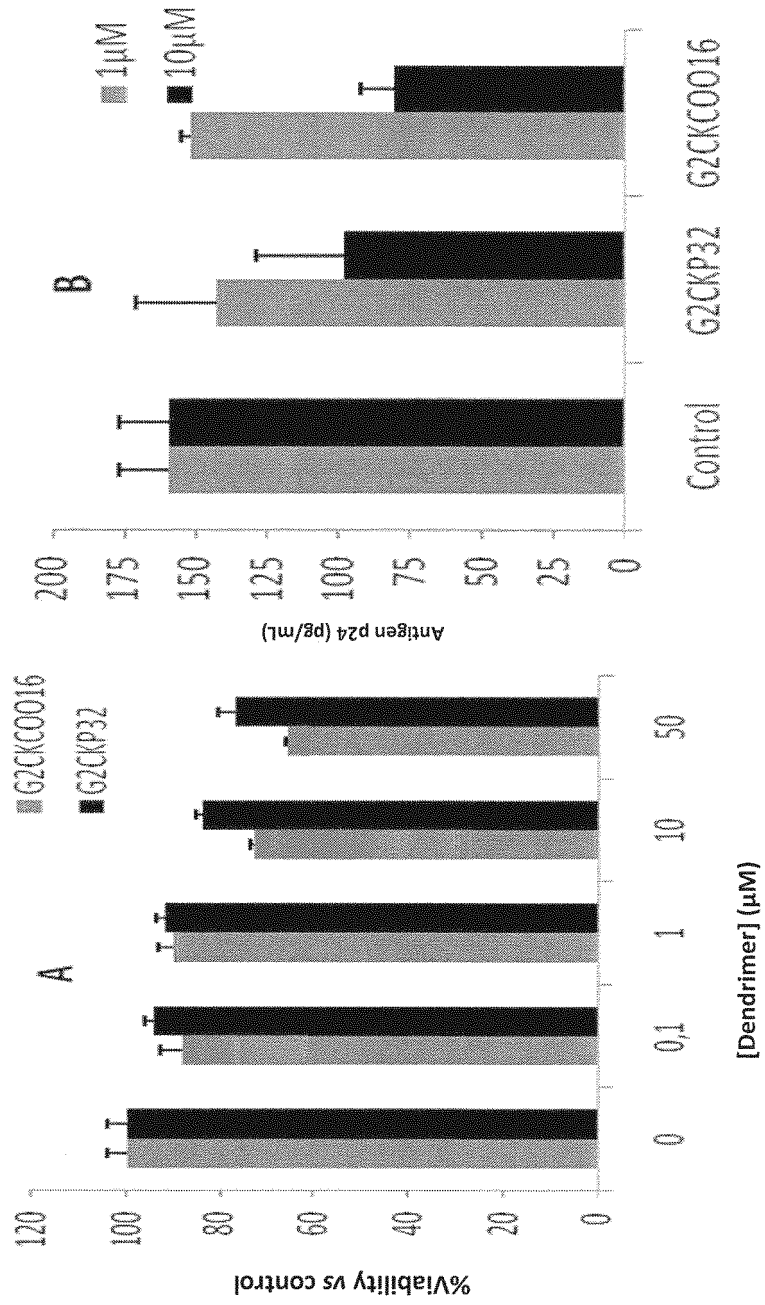 A
G2CKCOO16
G2CKP32
%Viability vs control
120
100
80
60
40
20
0
0
0,1
1
10
50
[Dendrimer] (µM)
B
1µM
10µM
Antigen p24 (pg/mL)
200
175
150
125
100
75
50
25
0
Control
G2CKP32
G2CKCOO16